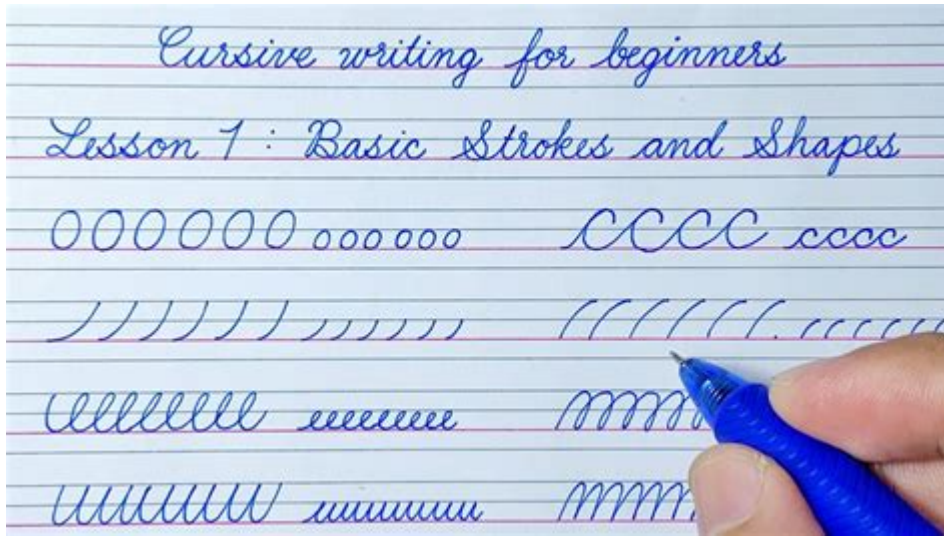 Cursive writing for beginners
Lesson 1 : Basic Strokes and Shapes
OOOOOO oooooo CCCC cccc